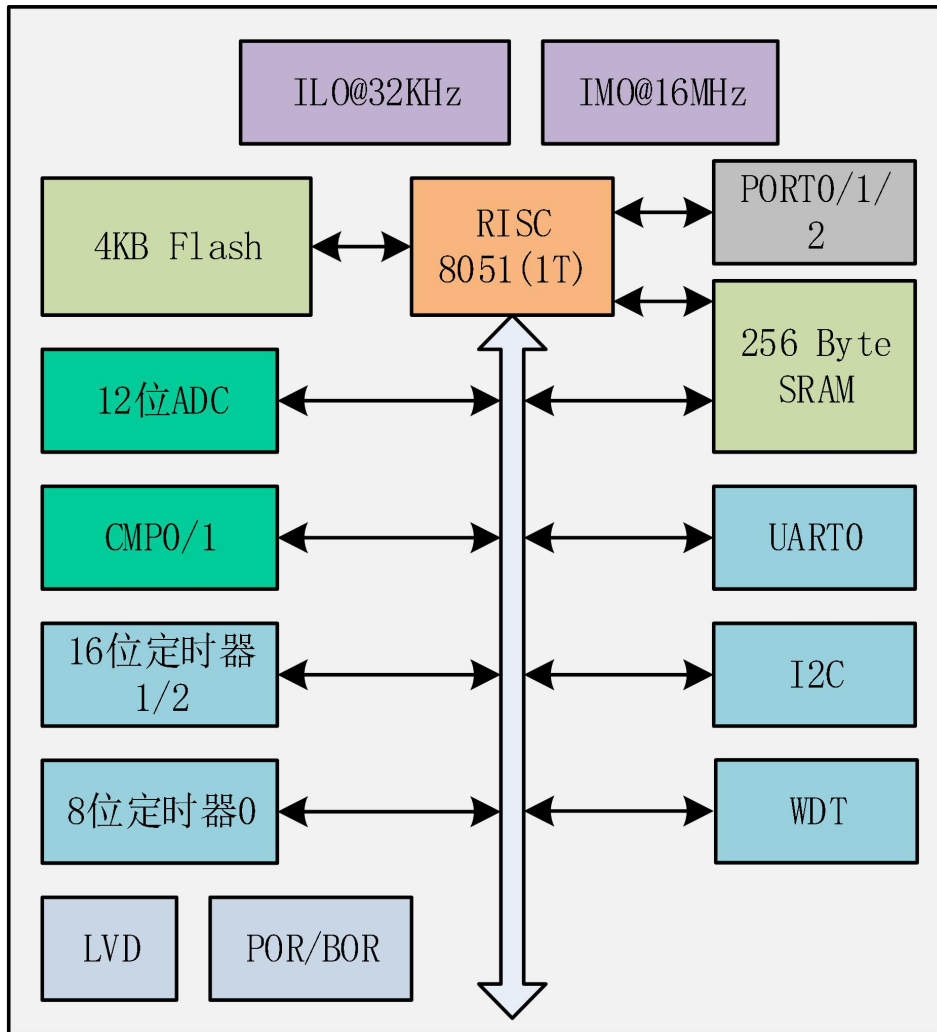 ILO@32KHz
IMO@16MHz
4KB Flash
RISC
8051(1T)
PORT0/1/
2
256 Byte
SRAM
12位ADC
CMP0/1
UART0
16位定时器
1/2
I2C
8位定时器0
WDT
LVD
POR/BOR